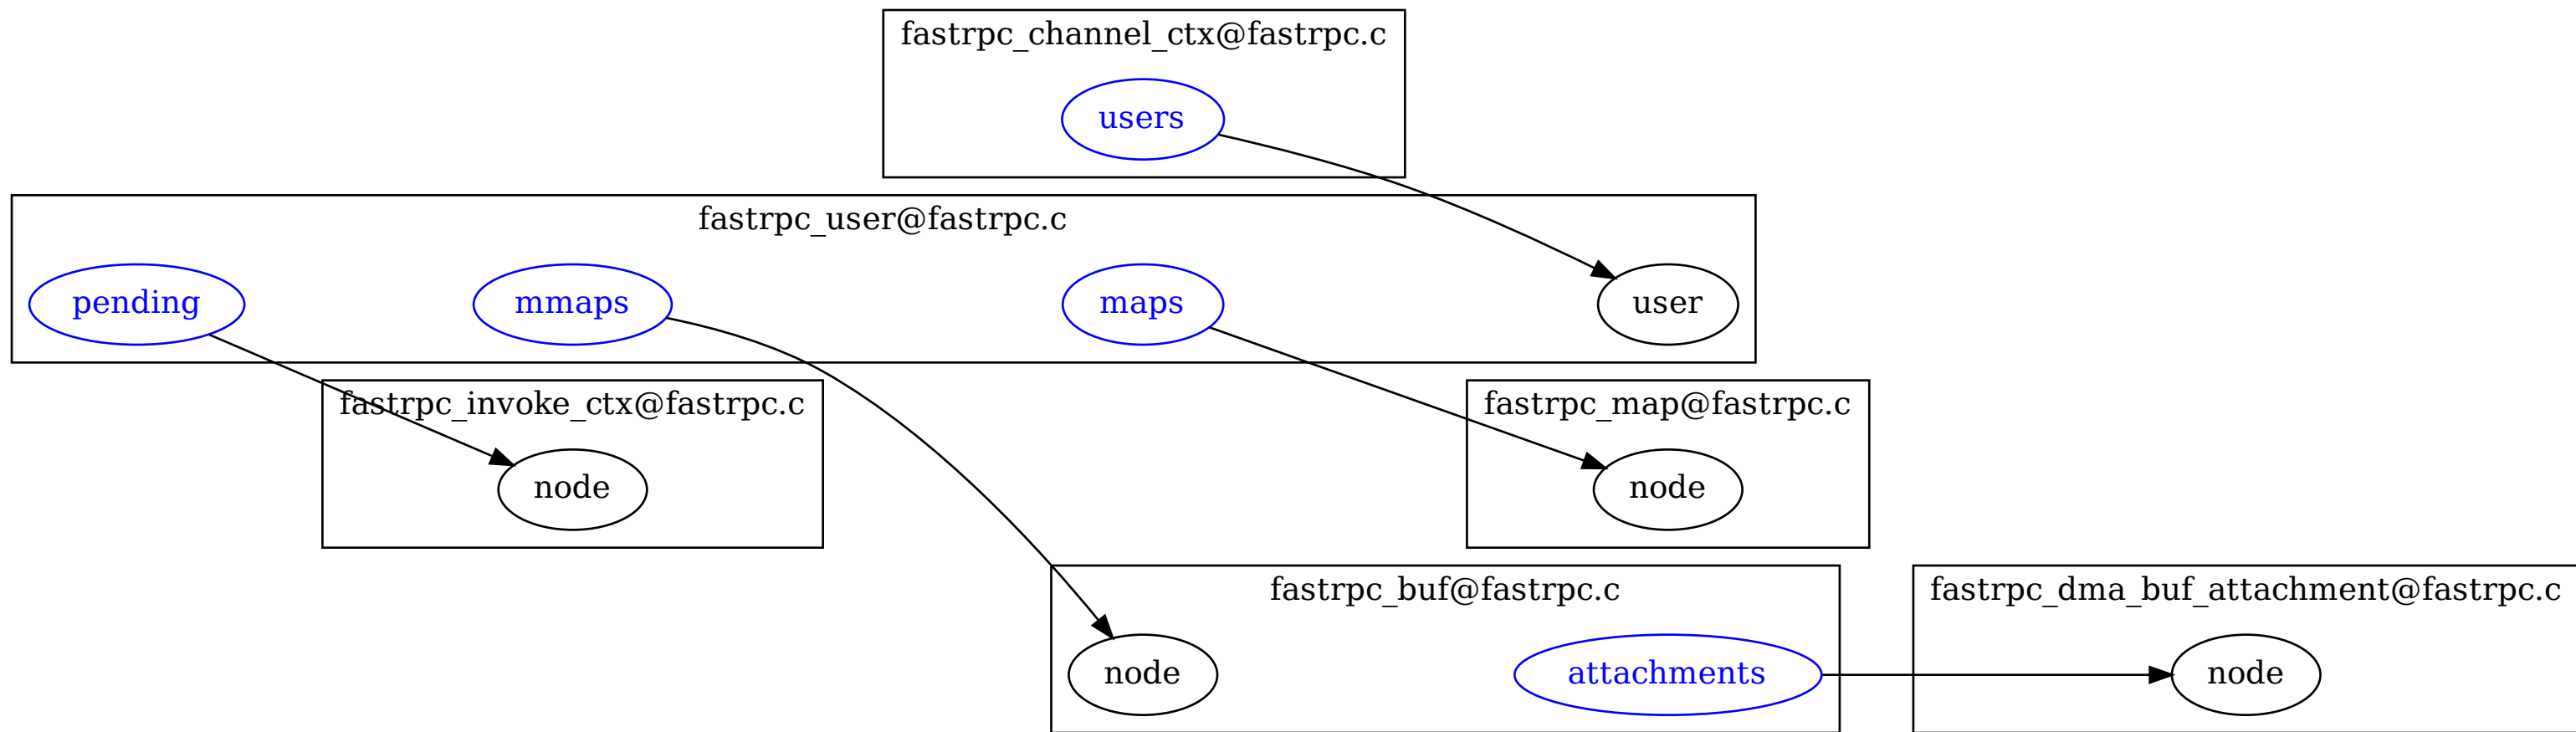 fastrpc_channel_ctx@fastrpc.c
users
fastrpc_user@fastrpc.c
pending
mmaps
maps
user
fastrpc_invoke_ctx@fastrpc.c
node
fastrpc_map@fastrpc.c
node
fastrpc_buf@fastrpc.c
node
attachments
fastrpc_dma_buf_attachment@fastrpc.c
node